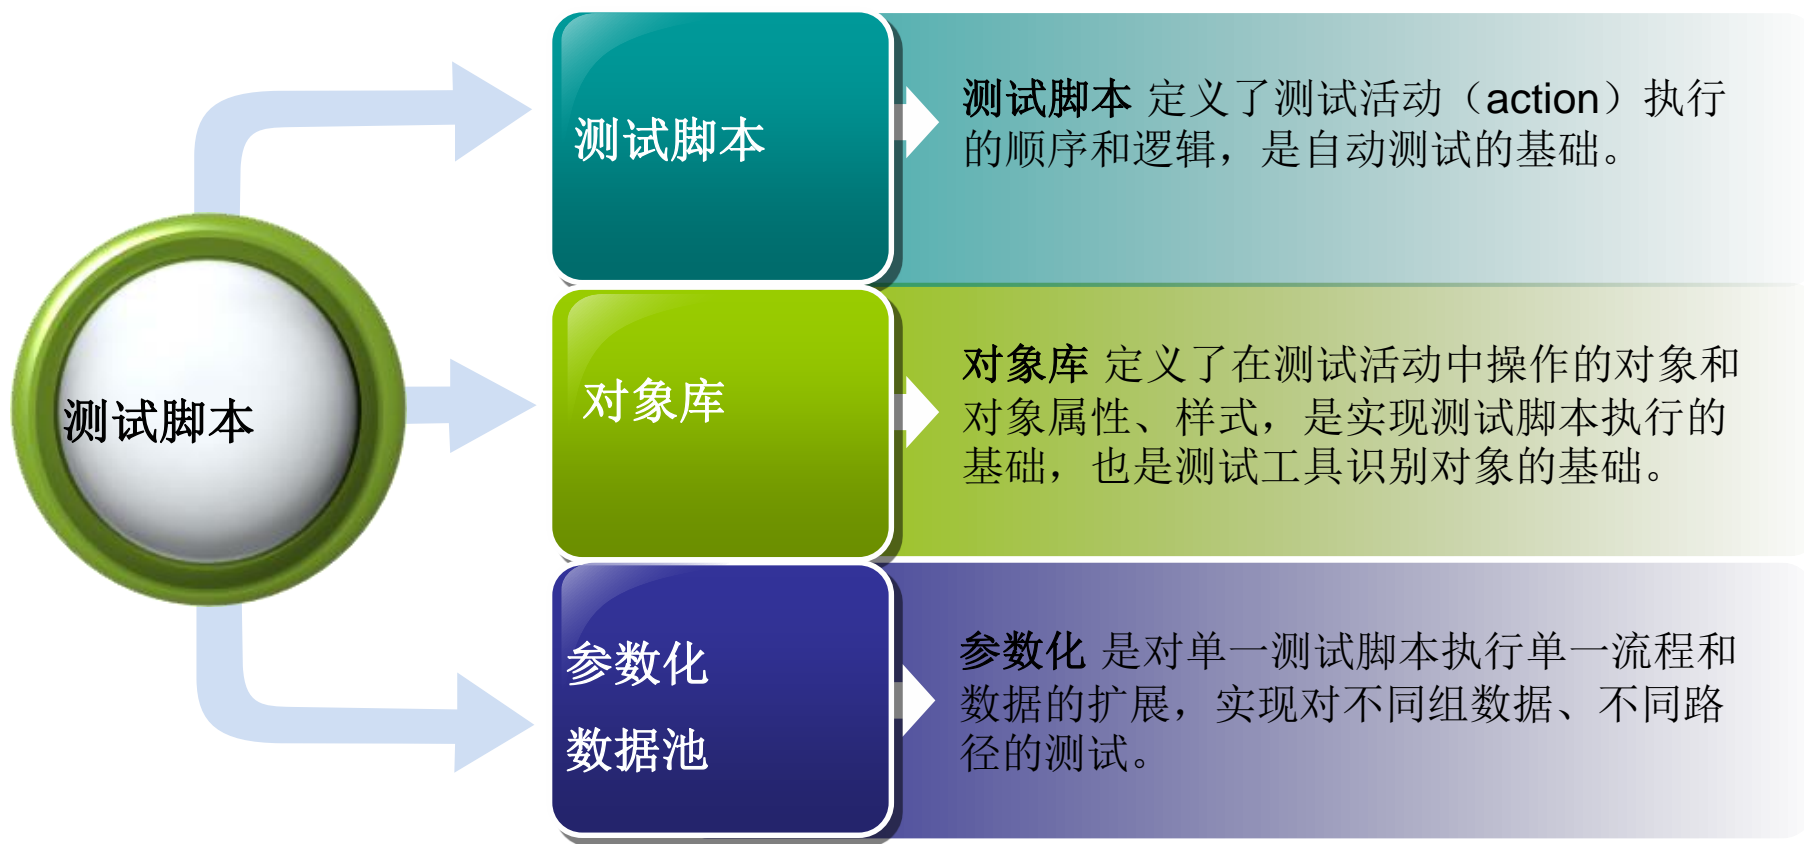 测试脚本
测试脚本
测试脚本 定义了测试活动（action）执行
的顺序和逻辑，是自动测试的基础。
对象库
对象库 定义了在测试活动中操作的对象和
对象属性、样式，是实现测试脚本执行的
基础，也是测试工具识别对象的基础。
参数化
数据池
参数化 是对单一测试脚本执行单一流程和
数据的扩展，实现对不同组数据、不同路
径的测试。